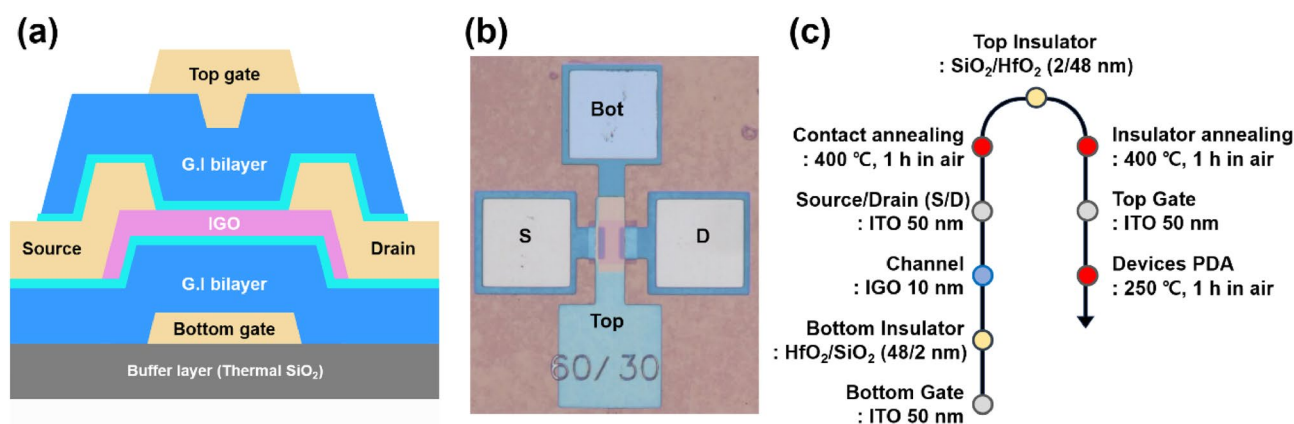 (a)
Top gate
G.I bilayer
IGO
Source
Drain
G.I bilayer
Bottom gate
Buffer layer (Thermal SiO₂)
(b)
Bot
S
D
Top
60/30
(c)
Top Insulator
: SiO₂/HfO₂ (2/48 nm)
Contact annealing
: 400 ℃, 1 h in air
Source/Drain (S/D)
: ITO 50 nm
Channel
: IGO 10 nm
Bottom Insulator
: HfO₂/SiO₂ (48/2 nm)
Bottom Gate
: ITO 50 nm
Insulator annealing
: 400 ℃, 1 h in air
Top Gate
: ITO 50 nm
Devices PDA
: 250 ℃, 1 h in air